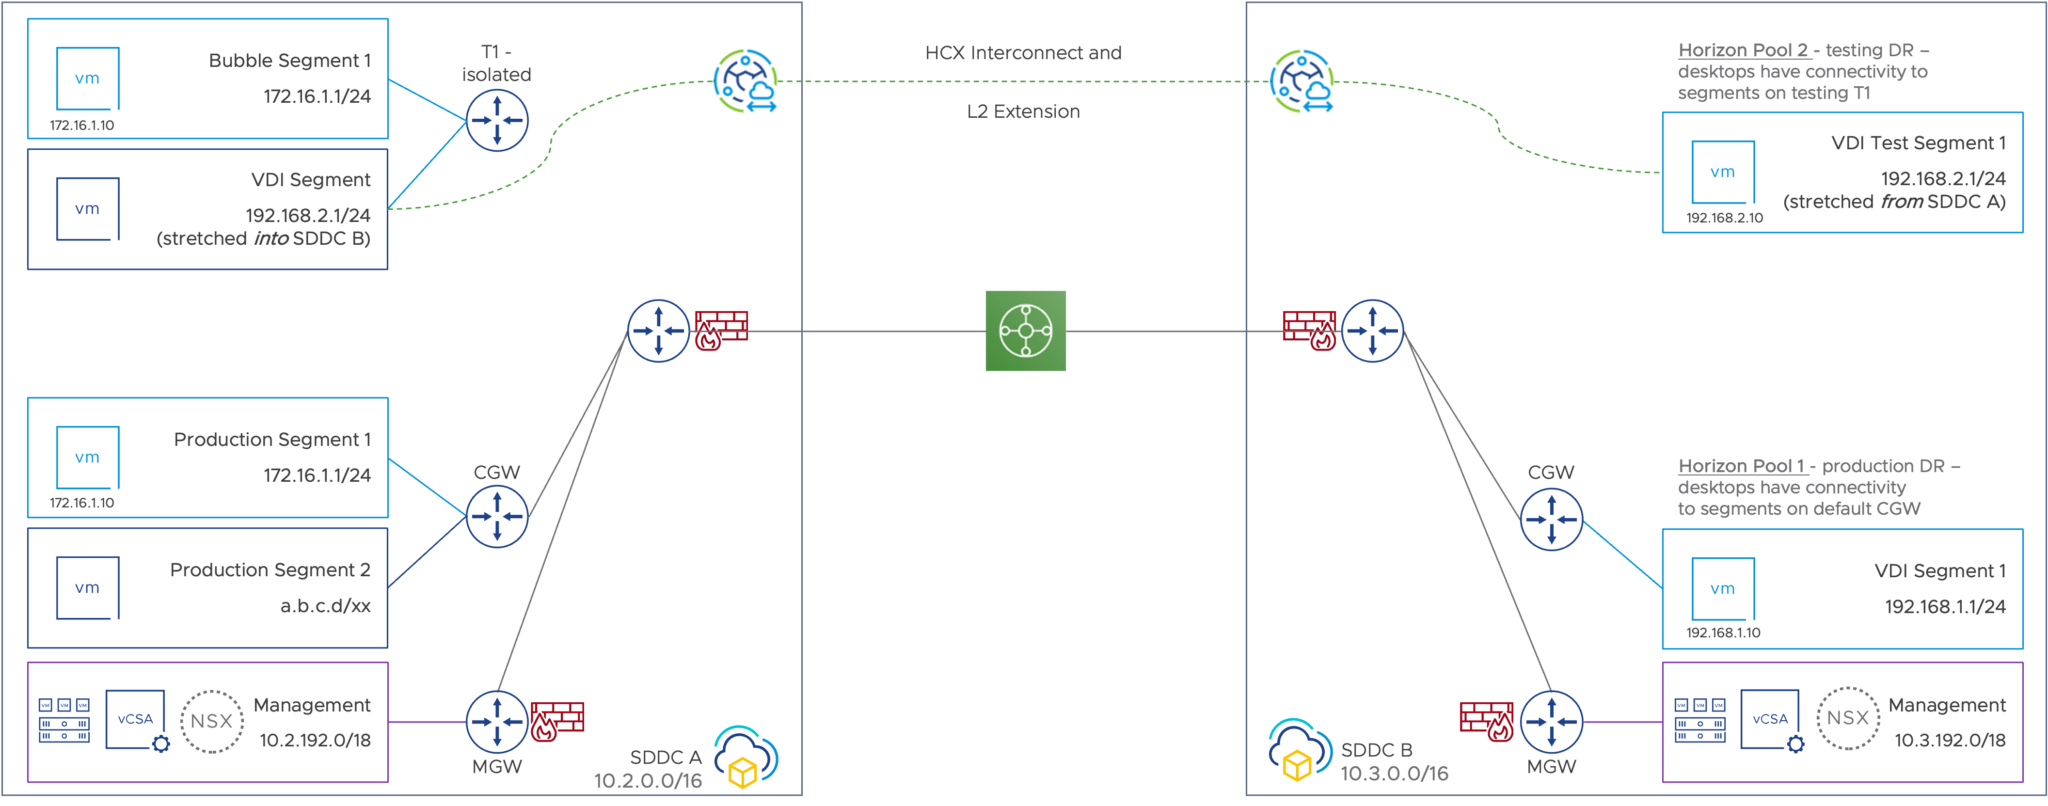 vm
172.16.1.10
Bubble Segment 1
172.16.1.1/24
T1 -
isolated
vm
VDI Segment
192.168.2.1/24
(stretched into SDDC B)
HCX Interconnect and
L2 Extension
Horizon Pool 2 - testing DR –
desktops have connectivity to
segments on testing T1
vm
192.168.2.10
VDI Test Segment 1
192.168.2.1/24
(stretched from SDDC A)
vm
172.16.1.10
Production Segment 1
172.16.1.1/24
CGW
vm
Production Segment 2
a.b.c.d/xx
VM VM VM
vCSA
NSX
Management
10.2.192.0/18
MGW
SDDC A
10.2.0.0/16
CGW
Horizon Pool 1 - production DR –
desktops have connectivity
to segments on default CGW
vm
192.168.1.10
VDI Segment 1
192.168.1.1/24
SDDC B
10.3.0.0/16
MGW
VM VM VM
vCSA
NSX
Management
10.3.192.0/18